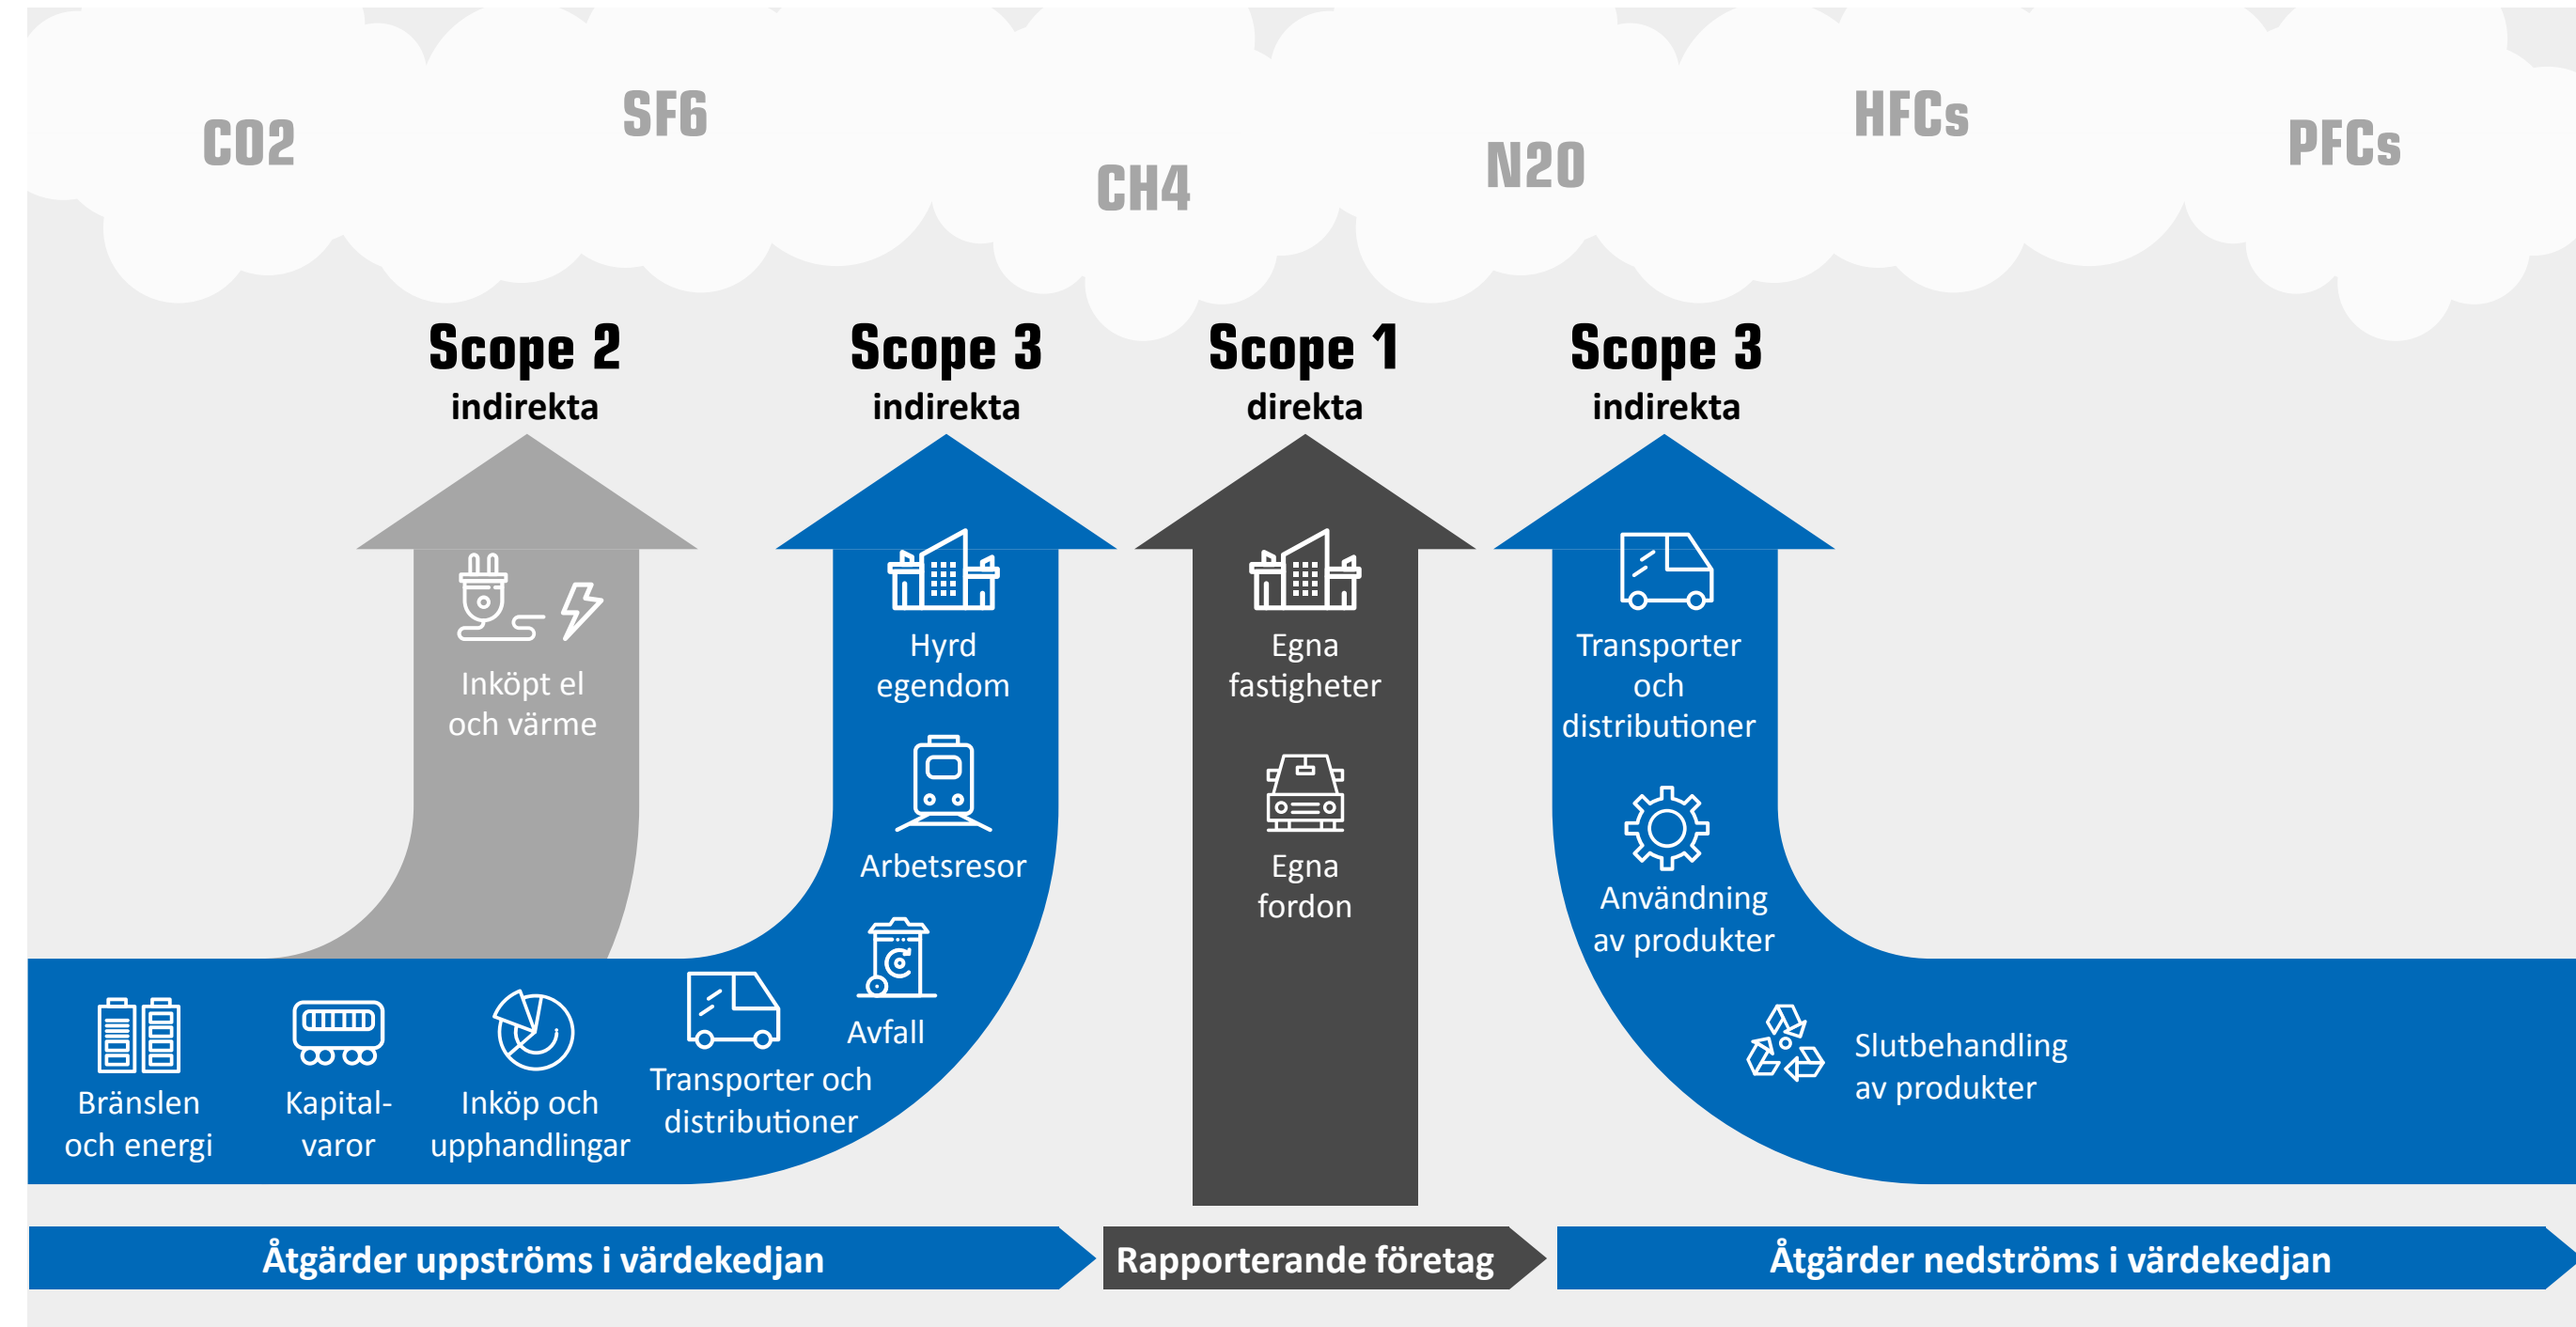 CO2
SF6
CH4
N2O
HFCs
PFCs
Scope 2
indirekta
Inköpt el
och värme
Scope 3
indirekta
Hyrd
egendom
Arbetsresor
Avfall
Transporter och
distributioner
Inköp och
upphandlingar
Kapital-
varor
Bränslen
och energi
Scope 1
direkta
Egna
fastigheter
Egna
fordon
Scope 3
indirekta
Transporter
och
distributioner
Användning
av produkter
Slutbehandling
av produkter
Åtgärder uppströms i värdekedjan
Rapporterande företag
Åtgärder nedströms i värdekedjan